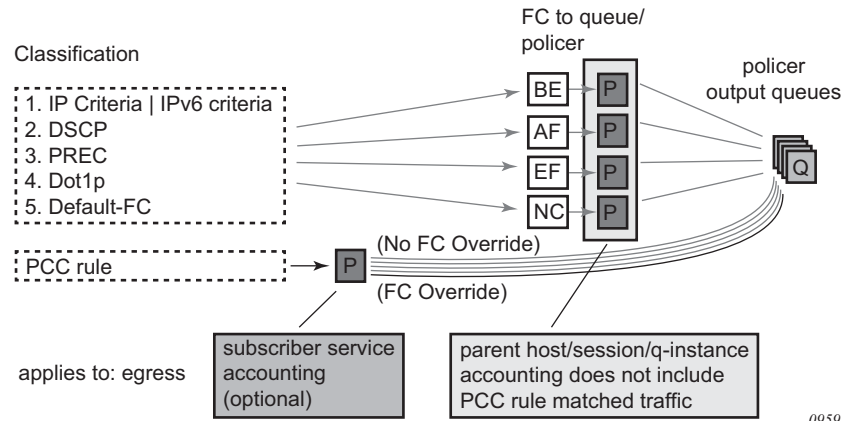 FC to queue/
policer
Classification
policer
output queues
1. IP Criteria | IPv6 criteria
2. DSCP
3. PREC
4. Dot1p
5. Default-FC
BE
P
AF
P
EF
P
NC
P
Q
(No FC Override)
PCC rule
P
(FC Override)
applies to: egress
subscriber service
accounting
(optional)
parent host/session/q-instance
accounting does not include
PCC rule matched traffic
0959